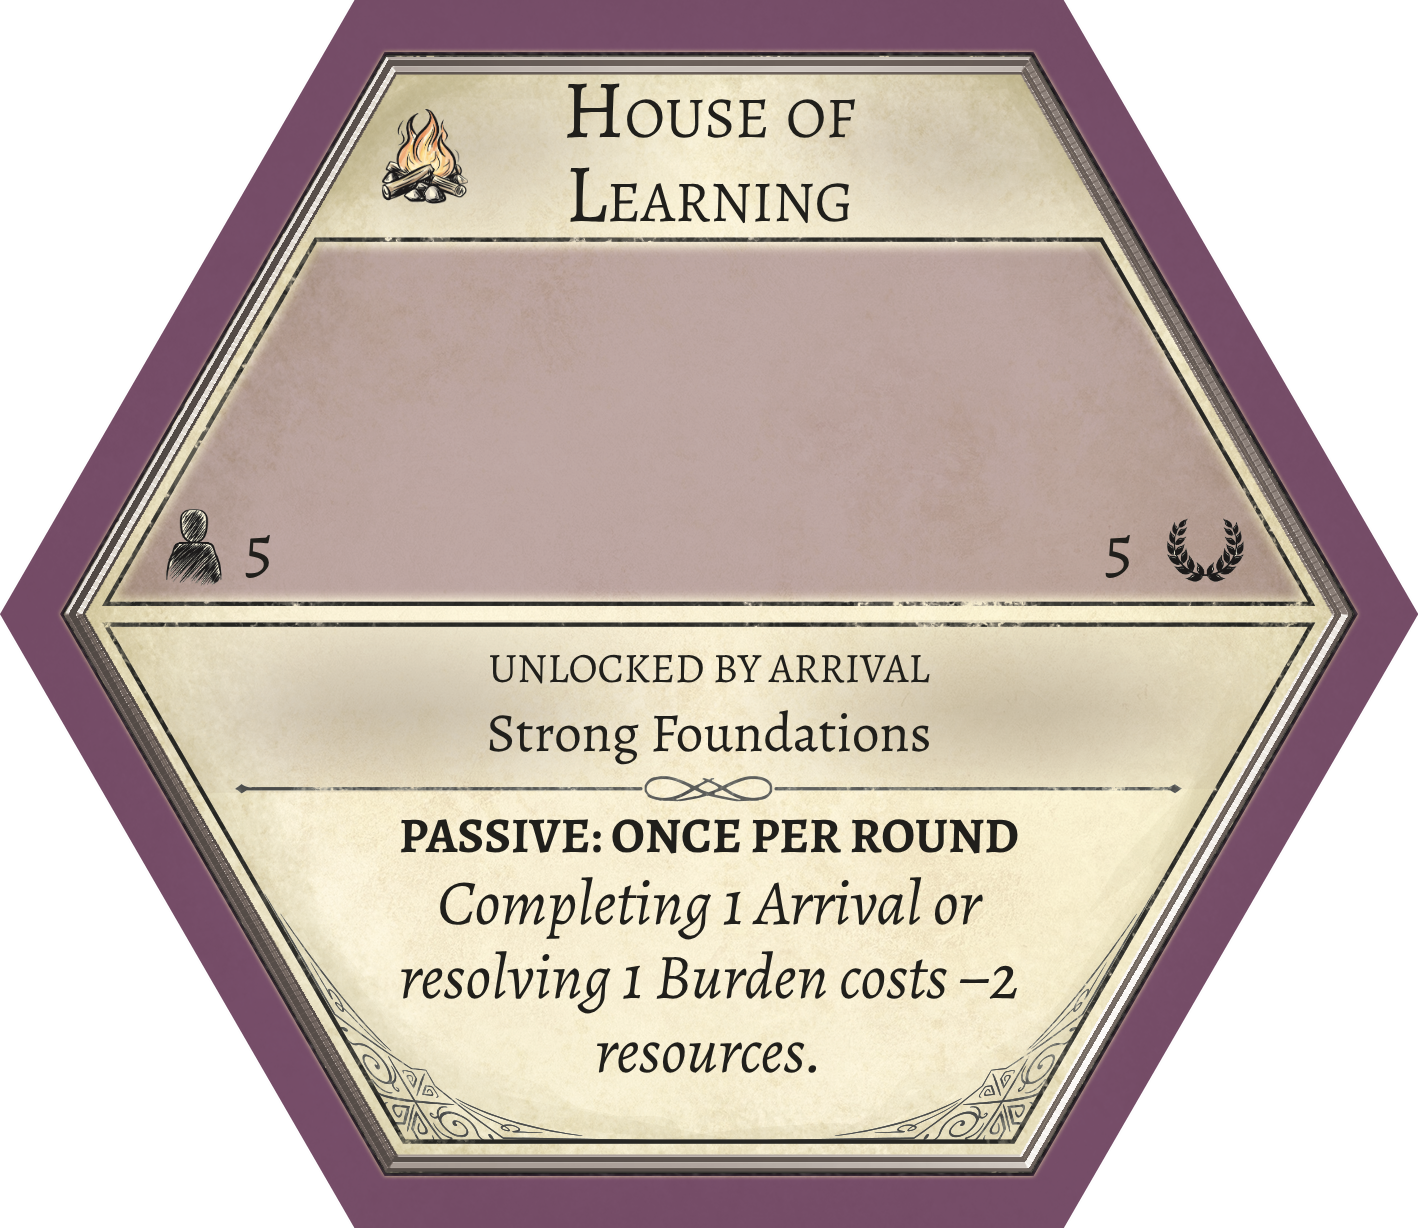 House of
Learning
5
5
UNLOCKED BY ARRIVAL
Strong Foundations
PASSIVE: ONCE PER ROUND
Completing 1 Arrival or
resolving 1 Burden costs –2
resources.